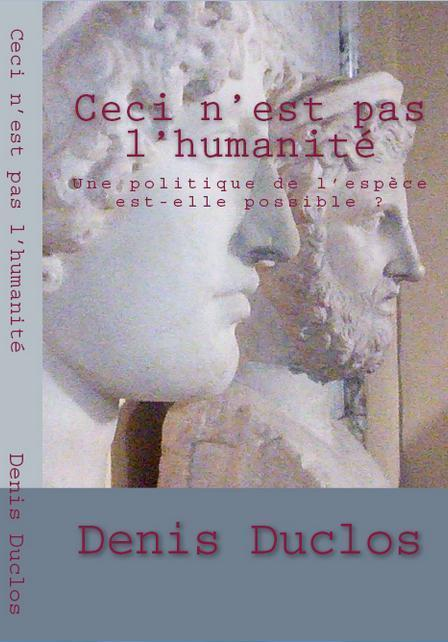 Ceci n'est pas l'humanité
Denis Duclos
Ceci n'est pas
l'humanité
Une politique de l'espèce
est-elle possible ?
Denis Duclos